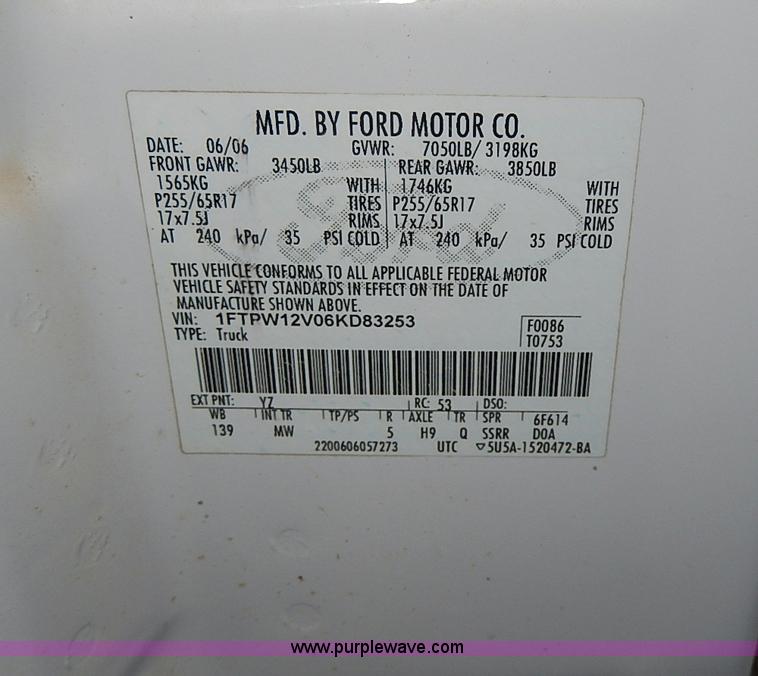 MFD. BY FORD MOTOR CO.
DATE: 06/06 GVWR: 7050LB/ 3198KG
FRONT GAWR: 3450LB REAR GAWR: 3850LB
1565KG WITH 1746KG WITH
P255/65R17 TIRES P255/65R17 TIRES
17x7.5J RIMS 17x7.5J RIMS
AT 240 kPa/ 35 PSI COLD AT 240 kPa/ 35 PSI COLD
Ford
THIS VEHICLE CONFORMS TO ALL APPLICABLE FEDERAL MOTOR
VEHICLE SAFETY STANDARDS IN EFFECT ON THE DATE OF
MANUFACTURE SHOWN ABOVE.
VIN: 1FTPW12V06KD83253 F0086
TYPE: Truck T0753
EXT PNT: YZ RC: 53 DSO:
WB INT TR TP/PS R AXLE TR SPR 6F614
139 MW 5 H9 Q SSRR DOA
2200606057273 UTC ▽5U5A-1520472-BA
www.purplewave.com